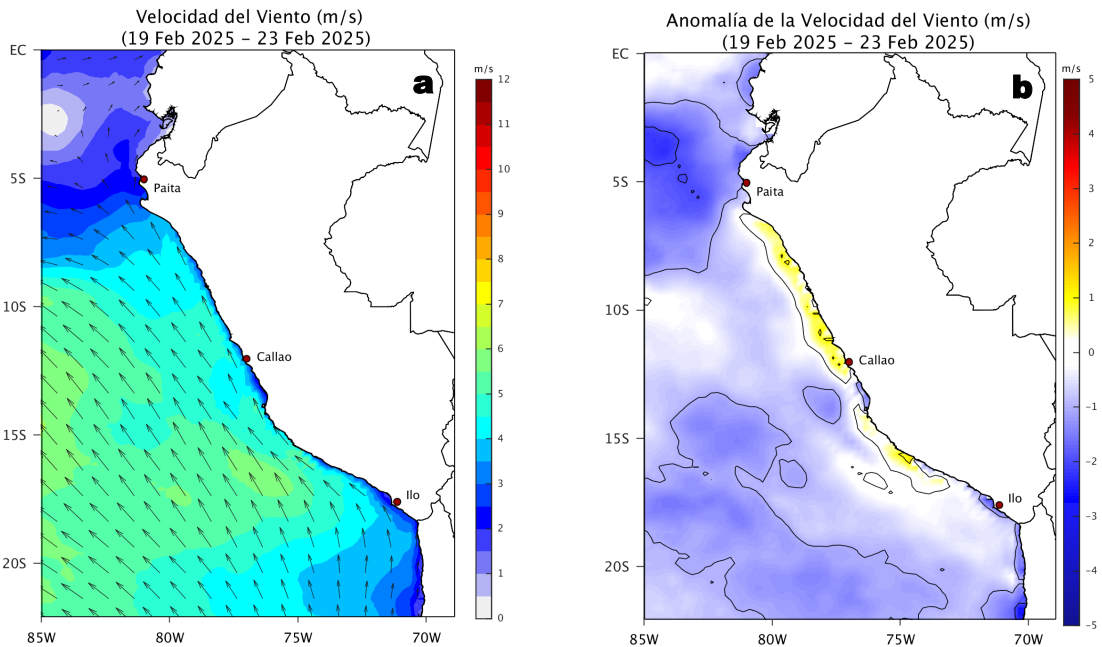 Velocidad del Viento (m/s)
(19 Feb 2025 – 23 Feb 2025)
a
EC
5S
10S
15S
20S
85W
80W
75W
70W
Paita
Callao
Ilo
m/s
12
11
10
9
8
7
6
5
4
3
2
1
0
Anomalía de la Velocidad del Viento (m/s)
(19 Feb 2025 – 23 Feb 2025)
b
EC
5S
10S
15S
20S
85W
80W
75W
70W
Paita
Callao
Ilo
m/s
5
4
3
2
1
0
−1
−2
−3
−4
−5